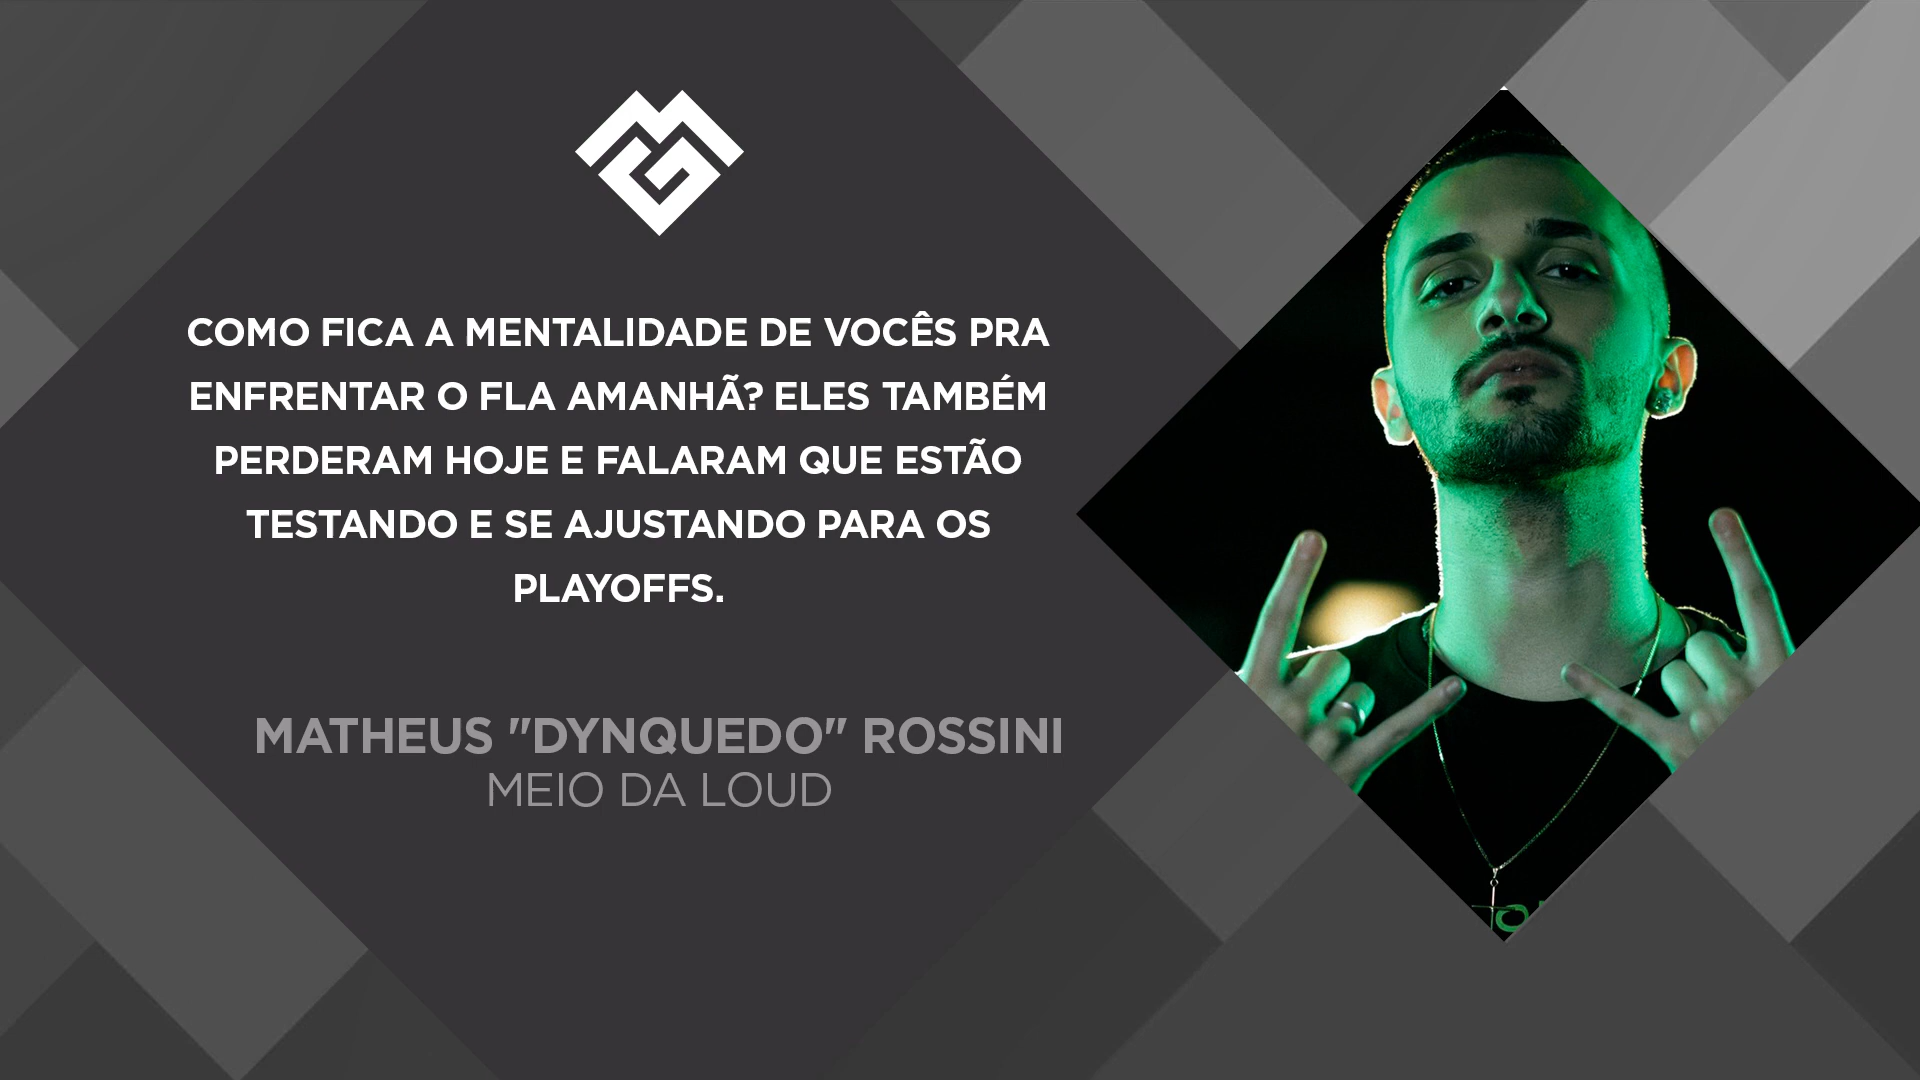 COMO FICA A MENTALIDADE DE VOCÊS PRA
ENFRENTAR O FLA AMANHÃ? ELES TAMBÉM
PERDERAM HOJE E FALARAM QUE ESTÃO
TESTANDO E SE AJUSTANDO PARA OS
PLAYOFFS.
MATHEUS "DYNQUEDO" ROSSINI
MEIO DA LOUD